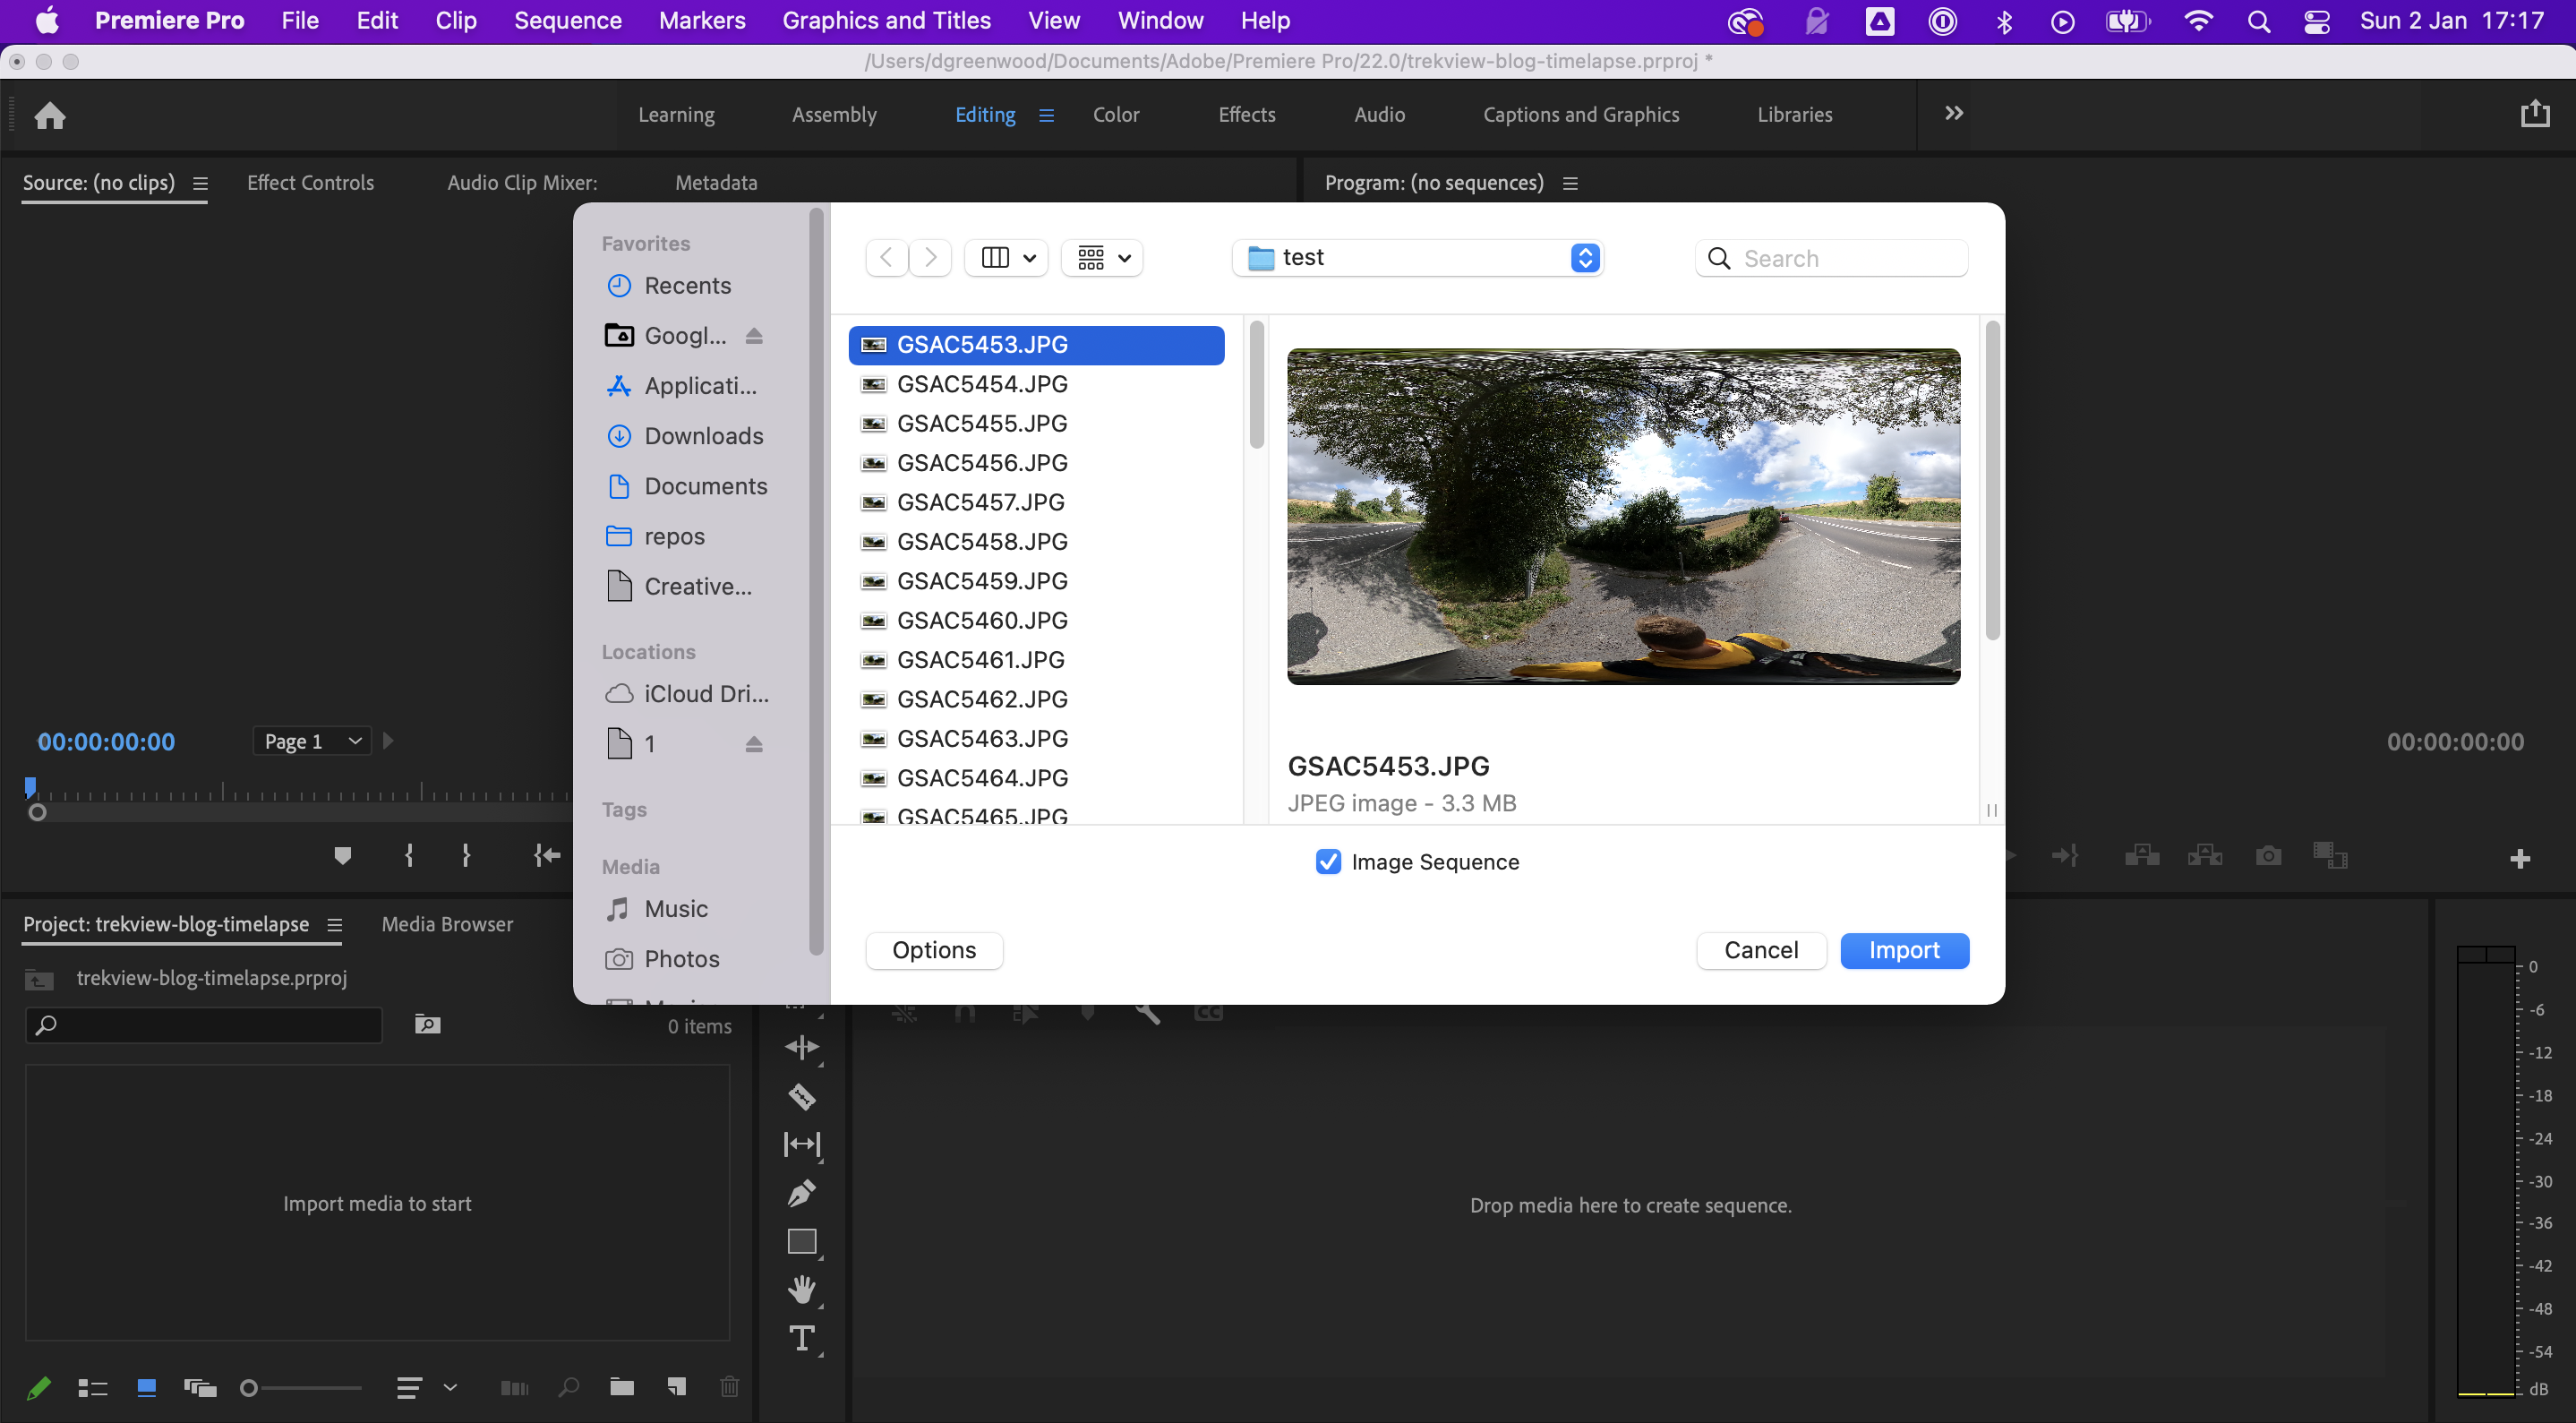 Premiere Pro File Edit Clip Sequence Markers Graphics and Titles View Window Help Sun 2 Jan 17:17
/Users/dgreenwood/Documents/Adobe/Premiere Pro/22.0/trekview-blog-timelapse.prproj *
Learning Assembly Editing Color Effects Audio Captions and Graphics Libraries
Source: (no clips) Effect Controls Audio Clip Mixer: Metadata
Program: (no sequences)
Favorites
Recents
Googl...
Applicati...
Downloads
Documents
repos
Creative...
Locations
iCloud Dri...
1
Tags
Media
Music
Photos
test
Search
GSAC5453.JPG
GSAC5454.JPG
GSAC5455.JPG
GSAC5456.JPG
GSAC5457.JPG
GSAC5458.JPG
GSAC5459.JPG
GSAC5460.JPG
GSAC5461.JPG
GSAC5462.JPG
GSAC5463.JPG
GSAC5464.JPG
GSAC5465.JPG
GSAC5453.JPG
JPEG image - 3.3 MB
Image Sequence
Options
Cancel
Import
00:00:00:00
Page 1
00:00:00:00
Project: trekview-blog-timelapse Media Browser
trekview-blog-timelapse.prproj
0 items
Import media to start
CC
T
Drop media here to create sequence.
0
-6
-12
-18
-24
-30
-36
-42
-48
-54
dB